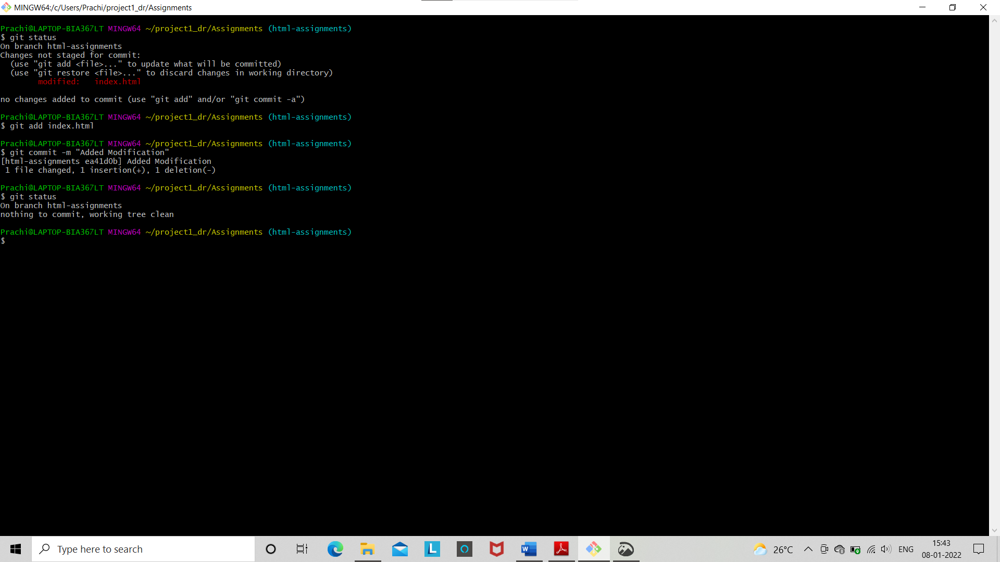 MINGW64:/c/Users/Prachi/project1_dr/Assignments
Prachi@LAPTOP-BIA367LT MINGW64 ~/project1_dr/Assignments (html-assignments)
$ git status
On branch html-assignments
Changes not staged for commit:
  (use "git add <file>..." to update what will be committed)
  (use "git restore <file>..." to discard changes in working directory)
        modified:   index.html
no changes added to commit (use "git add" and/or "git commit -a")
Prachi@LAPTOP-BIA367LT MINGW64 ~/project1_dr/Assignments (html-assignments)
$ git add index.html
Prachi@LAPTOP-BIA367LT MINGW64 ~/project1_dr/Assignments (html-assignments)
$ git commit -m "Added Modification"
[html-assignments ea41d0b] Added Modification
 1 file changed, 1 insertion(+), 1 deletion(-)
Prachi@LAPTOP-BIA367LT MINGW64 ~/project1_dr/Assignments (html-assignments)
$ git status
On branch html-assignments
nothing to commit, working tree clean
Prachi@LAPTOP-BIA367LT MINGW64 ~/project1_dr/Assignments (html-assignments)
$
Type here to search
L
W
26°C
ENG
15:43
08-01-2022